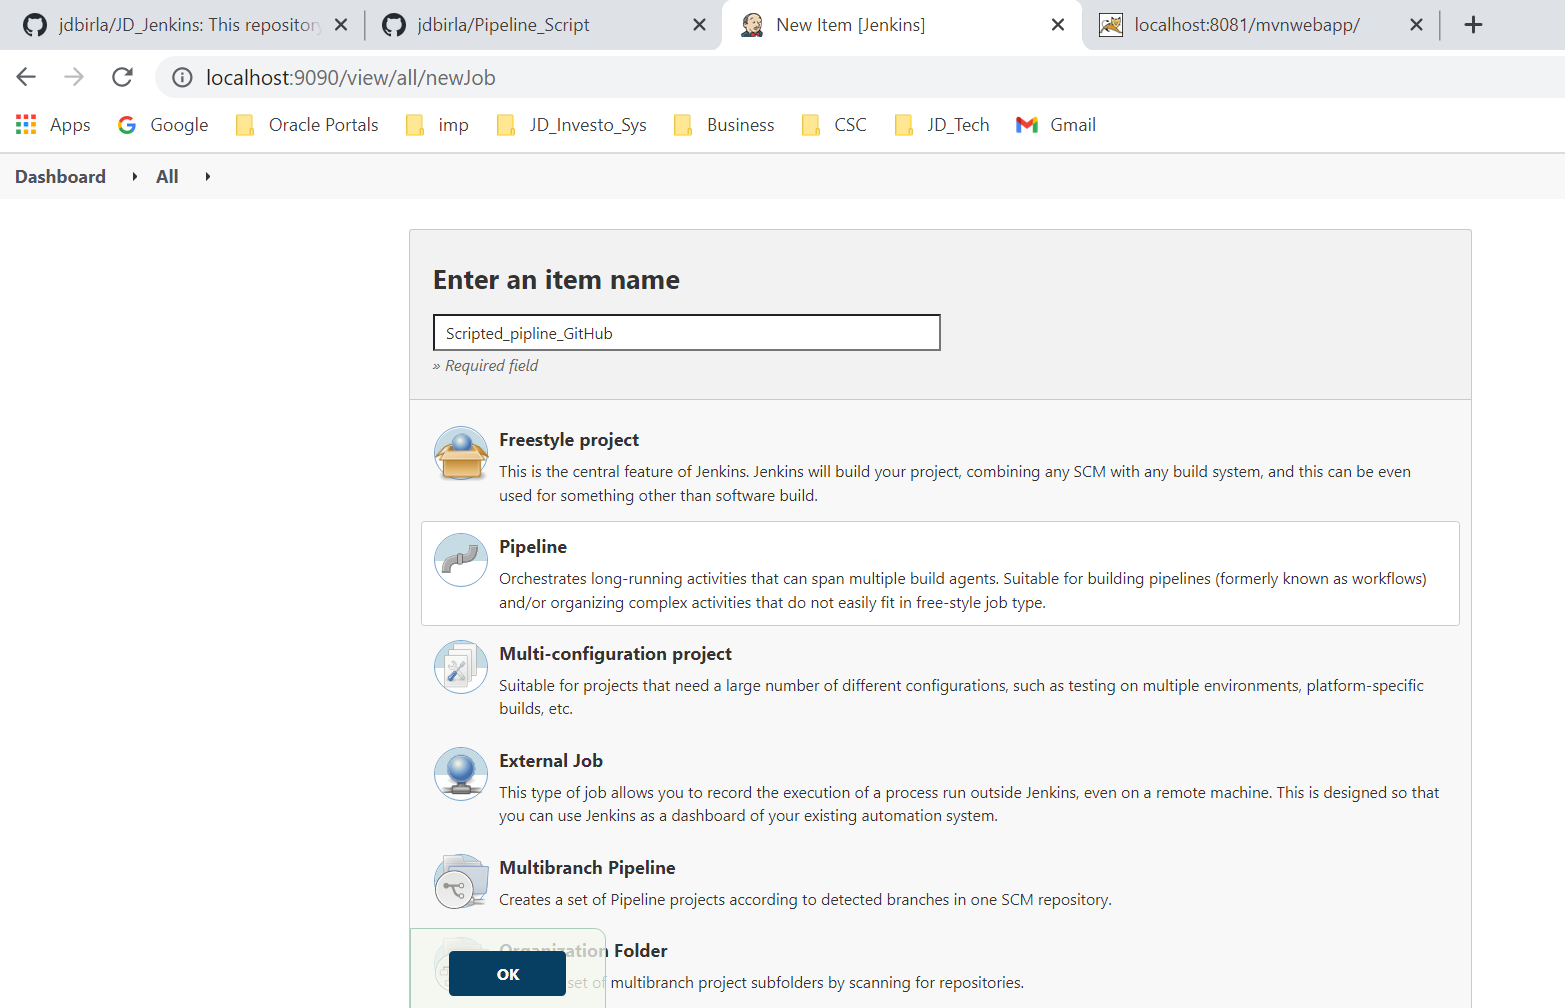 jdbirla/JD_Jenkins: This repository
jdbirla/Pipeline_Script
New Item [Jenkins]
localhost:8081/mvnwebapp/
localhost:9090/view/all/newJob
Apps Google Oracle Portals imp JD_Investo_Sys Business CSC JD_Tech Gmail
Dashboard All
Enter an item name
Scripted_pipline_GitHub
» Required field
Freestyle project
This is the central feature of Jenkins. Jenkins will build your project, combining any SCM with any build system, and this can be even
used for something other than software build.
Pipeline
Orchestrates long-running activities that can span multiple build agents. Suitable for building pipelines (formerly known as workflows)
and/or organizing complex activities that do not easily fit in free-style job type.
Multi-configuration project
Suitable for projects that need a large number of different configurations, such as testing on multiple environments, platform-specific
builds, etc.
External Job
This type of job allows you to record the execution of a process run outside Jenkins, even on a remote machine. This is designed so that
you can use Jenkins as a dashboard of your existing automation system.
Multibranch Pipeline
Creates a set of Pipeline projects according to detected branches in one SCM repository.
Organization Folder
set of multibranch project subfolders by scanning for repositories.
OK